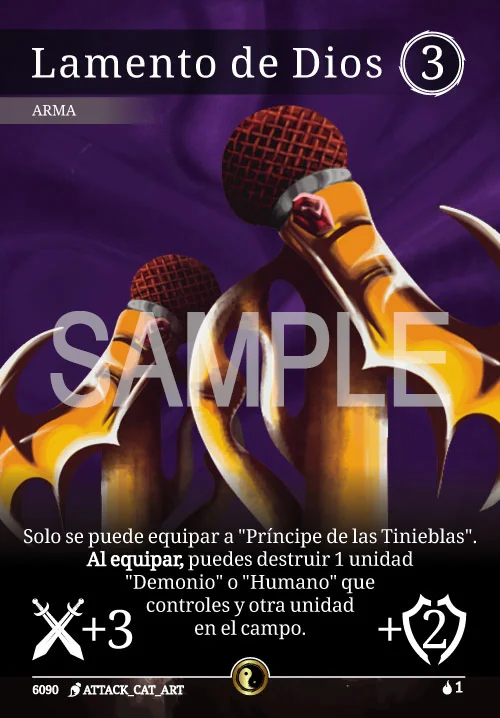 Lamento de Dios 3
ARMA
SAMPLE
Solo se puede equipar a "Príncipe de las Tinieblas".
Al equipar, puedes destruir 1 unidad
"Demonio" o "Humano" que
controles y otra unidad
en el campo.
+3
+2
6090 ATTACK_CAT_ART 1